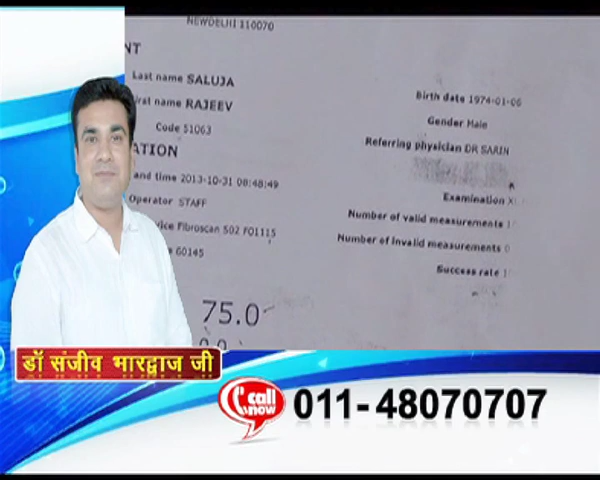 NEWDELHI 110070
NT
Last name SALUJA
irst name RAJEEV
Code 51063
ATION
and time 2013-10-31 08:48:49
Operator STAFF
vice Fibroscan 502 F01115
60145
75.0
Birth date 1974-01-06
Gender Male
Referring physician DR SARIN
Examination
Number of valid measurements
Number of invalid measurements 0
Success rate
डॉ संजीव भारद्वाज जी
call now
011-48070707